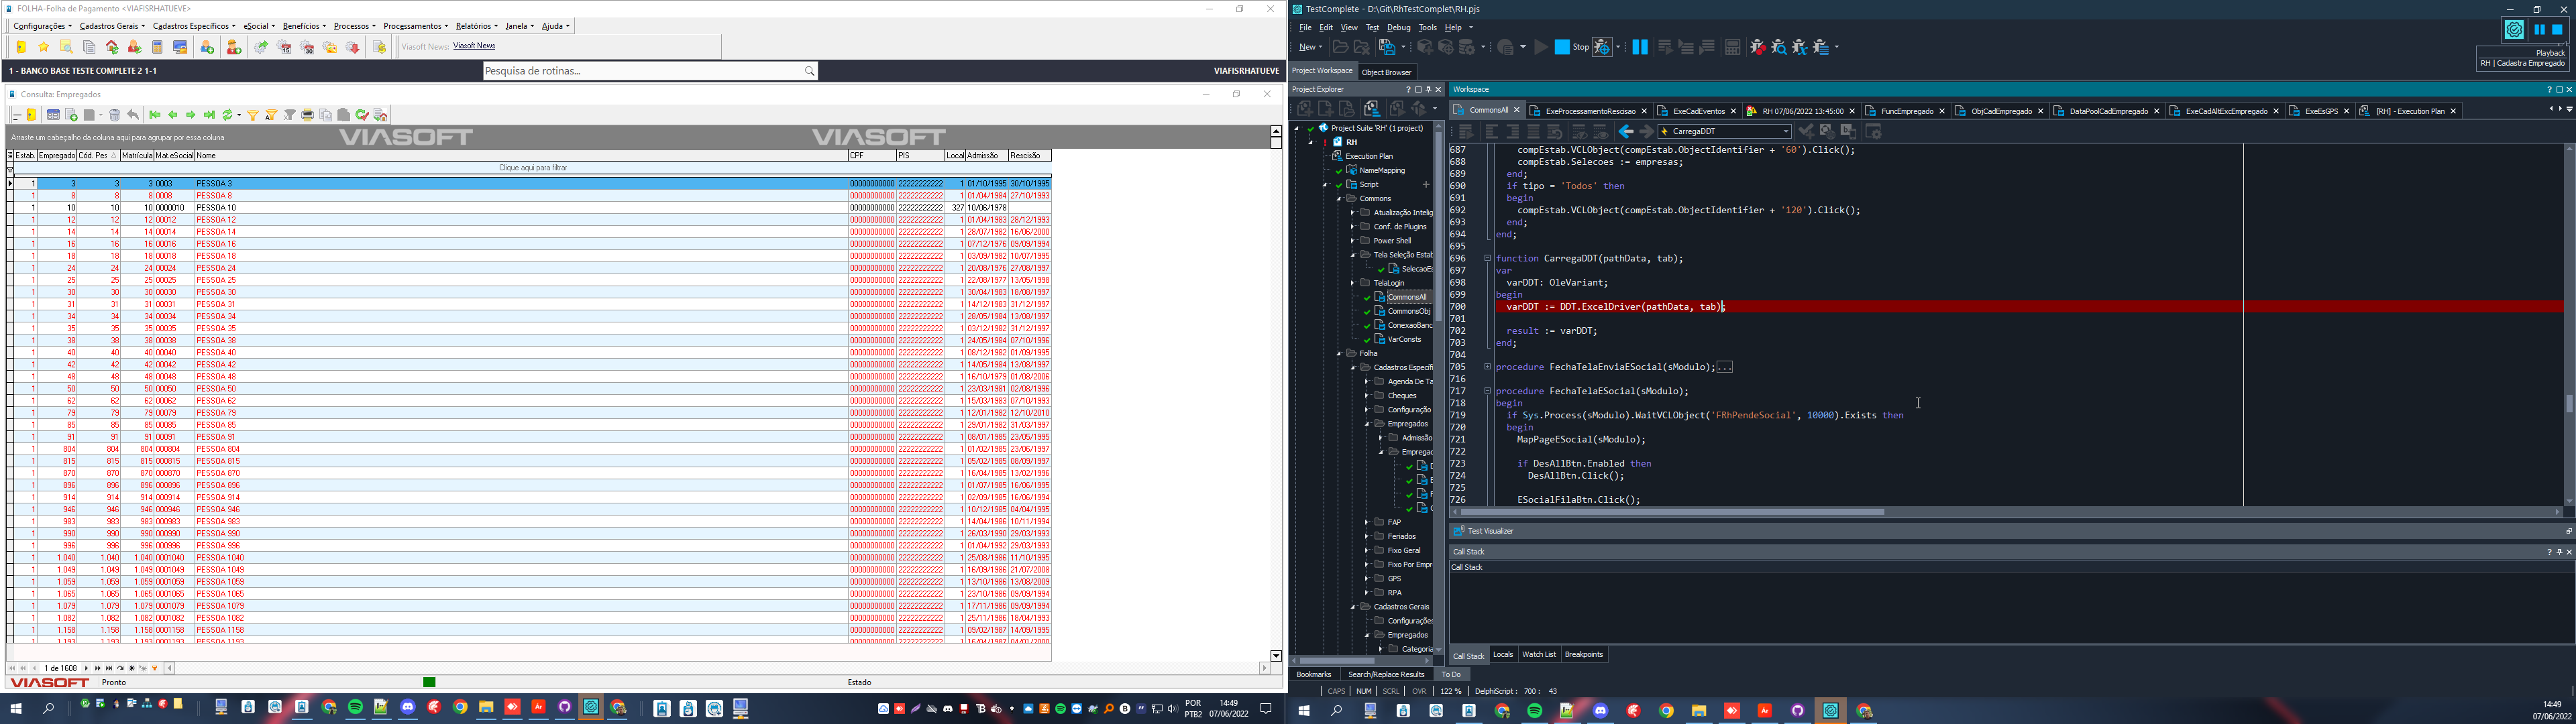 FOLHA-Folha de Pagamento <VIAFISRHATUEVE>
Configurações Cadastros Gerais Cadastros Específicos eSocial Benefícios Processos Processamentos Relatórios Janela Ajuda
Viasoft News: Viasoft News
1 - BANCO BASE TESTE COMPLETE 2 1-1
Pesquisa de rotinas...
VIAFISRHATUEVE
Consulta: Empregados
Arraste um cabeçalho da coluna aqui para agrupar por essa coluna
VIASOFT VIASOFT
Estab. Empregado Cód. Pes Matrícula Mat.eSocial Nome CPF PIS Local Admissão Rescisão
Clique aqui para filtrar
1 3 3 3 0003 PESSOA 3 00000000000 22222222222 1 01/10/1995 30/10/1995
1 8 8 8 0008 PESSOA 8 00000000000 22222222222 1 01/04/1984 27/10/1993
1 10 10 10 0000010 PESSOA 10 00000000000 22222222222 327 10/06/1978
1 12 12 12 00012 PESSOA 12 00000000000 22222222222 1 01/04/1983 28/12/1993
1 14 14 14 00014 PESSOA 14 00000000000 22222222222 1 28/07/1982 16/06/2000
1 16 16 16 00016 PESSOA 16 00000000000 22222222222 1 07/12/1976 09/09/1994
1 18 18 18 00018 PESSOA 18 00000000000 22222222222 1 03/09/1982 10/07/1995
1 24 24 24 00024 PESSOA 24 00000000000 22222222222 1 20/08/1976 27/08/1997
1 25 25 25 00025 PESSOA 25 00000000000 22222222222 1 22/08/1977 13/05/1998
1 30 30 30 00030 PESSOA 30 00000000000 22222222222 1 30/04/1983 18/08/1997
1 31 31 31 00031 PESSOA 31 00000000000 22222222222 1 14/12/1983 31/12/1997
1 34 34 34 00034 PESSOA 34 00000000000 22222222222 1 28/05/1984 13/08/1997
1 35 35 35 00035 PESSOA 35 00000000000 22222222222 1 03/12/1982 31/12/1997
1 38 38 38 00038 PESSOA 38 00000000000 22222222222 1 24/05/1984 07/10/1996
1 40 40 40 00040 PESSOA 40 00000000000 22222222222 1 08/12/1982 01/09/1995
1 42 42 42 00042 PESSOA 42 00000000000 22222222222 1 14/05/1984 13/08/1997
1 48 48 48 00048 PESSOA 48 00000000000 22222222222 1 16/10/1979 01/08/2006
1 50 50 50 00050 PESSOA 50 00000000000 22222222222 1 23/03/1981 02/08/1996
1 62 62 62 00062 PESSOA 62 00000000000 22222222222 1 15/03/1983 07/10/1993
1 79 79 79 00079 PESSOA 79 00000000000 22222222222 1 12/01/1982 12/10/2010
1 85 85 85 00085 PESSOA 85 00000000000 22222222222 1 29/01/1982 31/03/1997
1 91 91 91 00091 PESSOA 91 00000000000 22222222222 1 08/01/1985 23/05/1995
1 804 804 804 000804 PESSOA 804 00000000000 22222222222 1 01/02/1985 23/06/1997
1 815 815 815 000815 PESSOA 815 00000000000 22222222222 1 05/02/1985 08/09/1997
1 870 870 870 000870 PESSOA 870 00000000000 22222222222 1 16/04/1985 13/02/1996
1 896 896 896 000896 PESSOA 896 00000000000 22222222222 1 01/07/1985 16/06/1995
1 914 914 914 000914 PESSOA 914 00000000000 22222222222 1 02/09/1985 16/06/1994
1 946 946 946 000946 PESSOA 946 00000000000 22222222222 1 10/12/1985 04/04/1995
1 983 983 983 000983 PESSOA 983 00000000000 22222222222 1 14/04/1986 10/11/1994
1 990 990 990 000990 PESSOA 990 00000000000 22222222222 1 26/03/1990 29/03/1993
1 996 996 996 000996 PESSOA 996 00000000000 22222222222 1 01/04/1992 29/03/1993
1 1.040 1.040 1.040 0001040 PESSOA 1040 00000000000 22222222222 1 25/08/1986 11/10/1995
1 1.049 1.049 1.049 0001049 PESSOA 1049 00000000000 22222222222 1 16/09/1986 21/07/2008
1 1.059 1.059 1.059 0001059 PESSOA 1059 00000000000 22222222222 1 13/10/1986 13/08/2009
1 1.065 1.065 1.065 0001065 PESSOA 1065 00000000000 22222222222 1 23/10/1986 09/09/1994
1 1.079 1.079 1.079 0001079 PESSOA 1079 00000000000 22222222222 1 17/11/1986 09/09/1994
1 1.082 1.082 1.082 0001082 PESSOA 1082 00000000000 22222222222 1 25/11/1986 18/04/1993
1 1.158 1.158 1.158 0001158 PESSOA 1158 00000000000 22222222222 1 09/02/1987 14/09/1995
1 1.193 1.193 1.193 0001193 PESSOA 1193 00000000000 22222222222 1 16/04/1987 04/01/2000
1 de 1608
VIASOFT Pronto Estado
POR PTB2 14:49 07/06/2022
TestComplete - D:\Git\RhTestComplet\RH.pjs
File Edit View Test Debug Tools Help
New Stop
Playback
RH | Cadastra Empregado
Project Workspace Object Browser
Project Explorer
Project Suite 'RH' (1 project)
RH
Execution Plan
NameMapping
Script
Commons
Atualização Intelig
Conf. de Plugins
Power Shell
Tela Seleção Estab
SelecaoEs
TelaLogin
CommonsAll
CommonsObj
ConexaoBanc
VarConsts
Folha
Cadastros Específi
Agenda De Ta
Cheques
Configuração
Empregados
Admissão
Empregad
FAP
Feriados
Fixo Geral
Fixo Por Empr
GPS
RPA
Cadastros Gerais
Configurações
Empregados
Categoria
Bookmarks Search/Replace Results To Do
Workspace
CommonsAll ExeProcessamentoRescisao ExeCadEventos RH 07/06/2022 13:45:00 FuncEmpregado ObjCadEmpregado DataPoolCadEmpregado ExeCadAltExcEmpregado ExeEsGPS [RH] - Execution Plan
CarregaDDT
687 compEstab.VCLObject(compEstab.ObjectIdentifier + '60').Click();
688 compEstab.Selecoes := empresas;
689 end;
690 if tipo = 'Todos' then
691 begin
692 compEstab.VCLObject(compEstab.ObjectIdentifier + '120').Click();
693 end;
694 end;
695
696 function CarregaDDT(pathData, tab);
697 var
698 varDDT: OleVariant;
699 begin
700 varDDT := DDT.ExcelDriver(pathData, tab);
701
702 result := varDDT;
703 end;
704
705 procedure FechaTelaEnviaESocial(sModulo);...
716
717 procedure FechaTelaESocial(sModulo);
718 begin
719 if Sys.Process(sModulo).WaitVCLObject('FRhPendeSocial', 10000).Exists then
720 begin
721 MapPageESocial(sModulo);
722
723 if DesAllBtn.Enabled then
724 DesAllBtn.Click();
725
726 ESocialFilaBtn.Click();
Test Visualizer
Call Stack
Call Stack
Call Stack Locals Watch List Breakpoints
CAPS NUM SCRL OVR 122 % DelphiScript : 700 : 43
14:49
07/06/2022